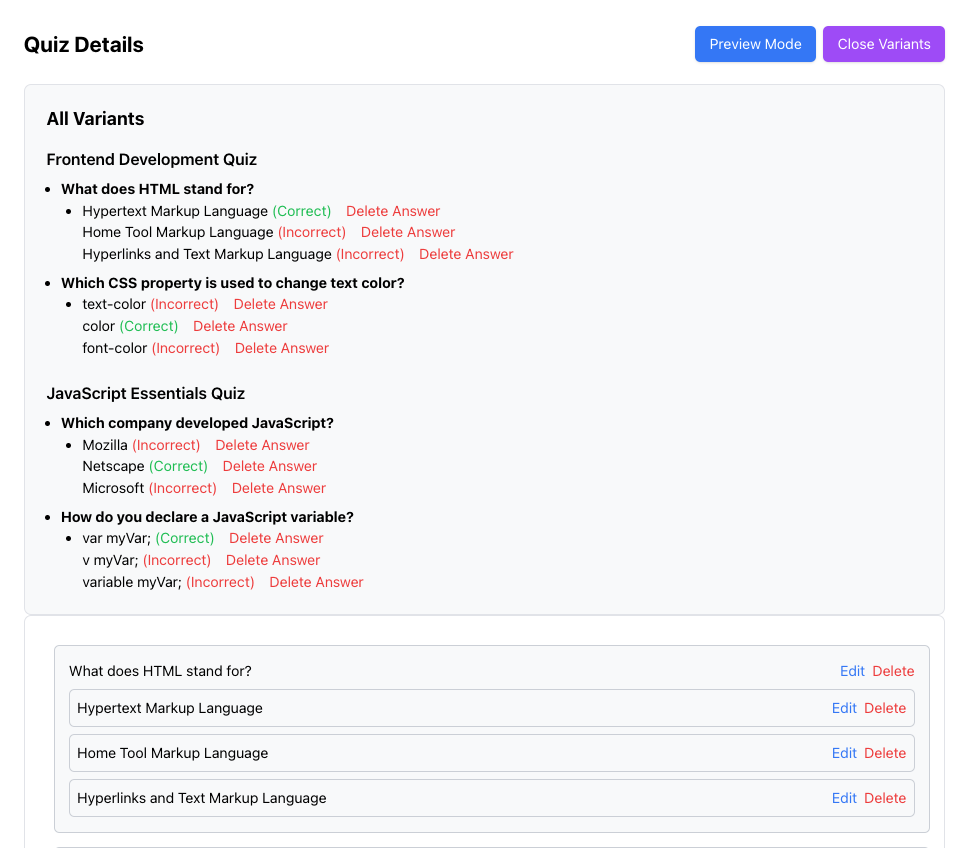 Quiz Details
Preview Mode
Close Variants
All Variants
Frontend Development Quiz
What does HTML stand for?
Hypertext Markup Language (Correct) Delete Answer
Home Tool Markup Language (Incorrect) Delete Answer
Hyperlinks and Text Markup Language (Incorrect) Delete Answer
Which CSS property is used to change text color?
text-color (Incorrect) Delete Answer
color (Correct) Delete Answer
font-color (Incorrect) Delete Answer
JavaScript Essentials Quiz
Which company developed JavaScript?
Mozilla (Incorrect) Delete Answer
Netscape (Correct) Delete Answer
Microsoft (Incorrect) Delete Answer
How do you declare a JavaScript variable?
var myVar; (Correct) Delete Answer
v myVar; (Incorrect) Delete Answer
variable myVar; (Incorrect) Delete Answer
What does HTML stand for? Edit Delete
Hypertext Markup Language Edit Delete
Home Tool Markup Language Edit Delete
Hyperlinks and Text Markup Language Edit Delete